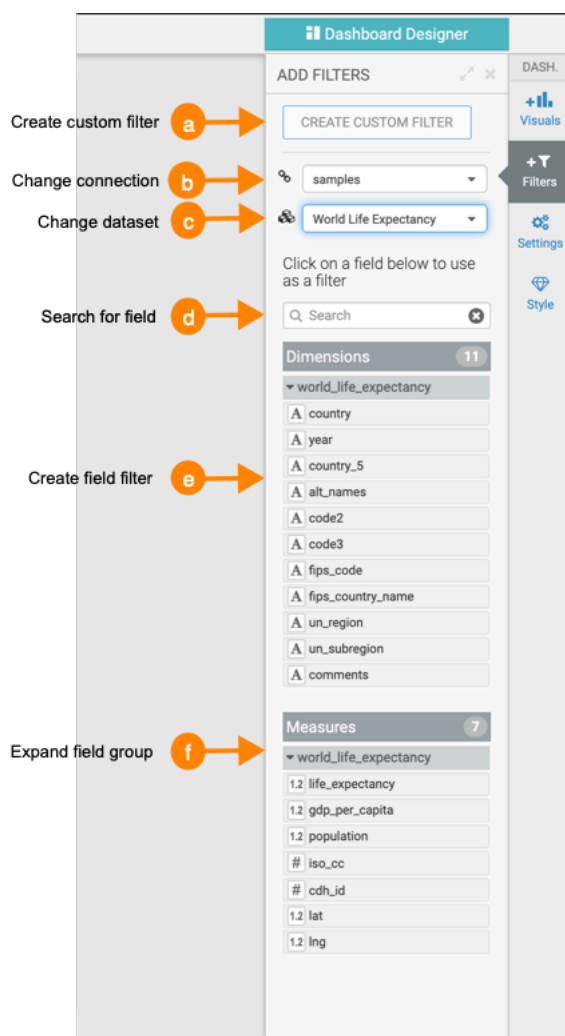 Dashboard Designer
ADD FILTERS
DASH.
Create custom filter a CREATE CUSTOM FILTER
Visuals
Change connection b samples
Filters
Change dataset c World Life Expectancy
Settings
Click on a field below to use
as a filter
Style
Search for field d Search
Dimensions 11
world_life_expectancy
A country
A year
A country_5
Create field filter e
A alt_names
A code2
A code3
A fips_code
A fips_country_name
A un_region
A un_subregion
A comments
Measures 7
Expand field group f world_life_expectancy
1.2 life_expectancy
1.2 gdp_per_capita
1.2 population
# iso_cc
# cdh_id
1.2 lat
1.2 lng